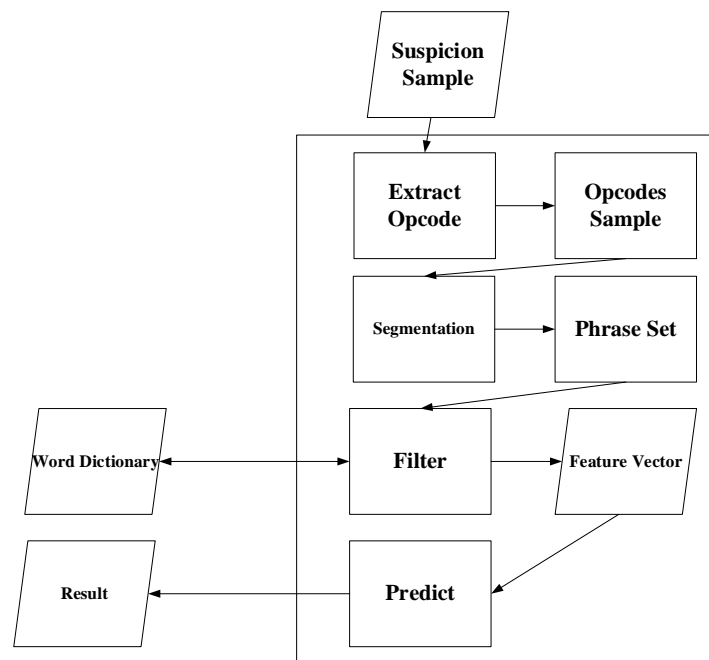 Suspicion
Sample
Extract
Opcode
Opcodes
Sample
Segmentation
Phrase Set
Word Dictionary
Filter
Feature Vector
Result
Predict